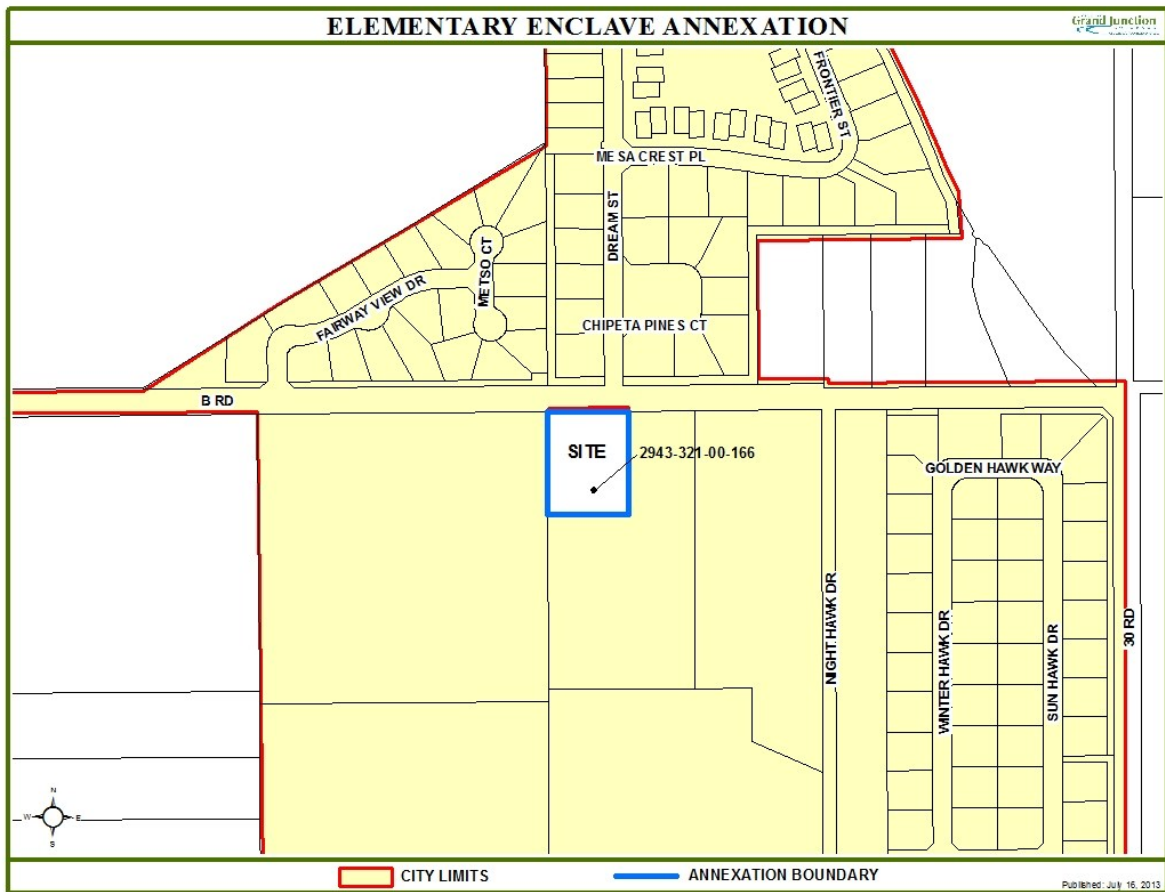 ELEMENTARY ENCLAVE ANNEXATION
Grand Junction
FRONTIER ST
MESA CREST PL
DREAM ST
METSO CT
FAIRWAY VIEW DR
CHIPETA PINES CT
B RD
SITE
2943-321-00-166
GOLDEN HAWK WAY
NIGHT HAWK DR
WINTER HAWK DR
SUN HAWK DR
30 RD
N
W
E
S
CITY LIMITS
ANNEXATION BOUNDARY
Published: July 16, 2013